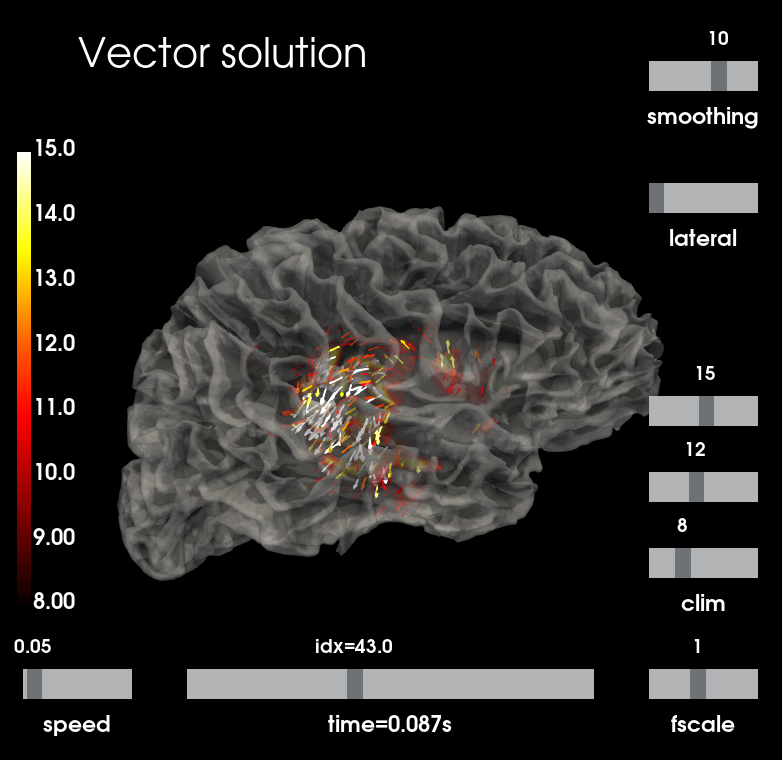 Vector solution
10
smoothing
lateral
15.0
14.0
13.0
12.0
11.0
10.0
9.00
8.00
15
12
8
clim
0.05
speed
idx=43.0
time=0.087s
1
fscale